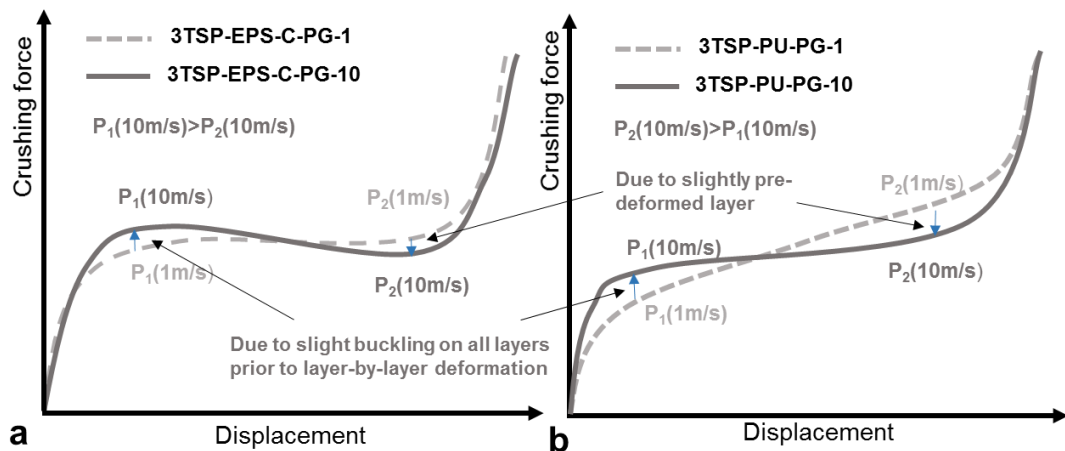 Crushing force
3TSP-EPS-C-PG-1
3TSP-EPS-C-PG-10
P₁(10m/s)>P₂(10m/s)
P₁(10m/s)
P₁(1m/s)
P₂(1m/s)
P₂(10m/s)
Due to slight buckling on all layers
prior to layer-by-layer deformation
a
Displacement
Crushing force
3TSP-PU-PG-1
3TSP-PU-PG-10
P₂(10m/s)>P₁(10m/s)
Due to slightly pre-
deformed layer
P₂(1m/s)
P₁(10m/s)
P₂(10m/s)
P₁(1m/s)
b
Displacement